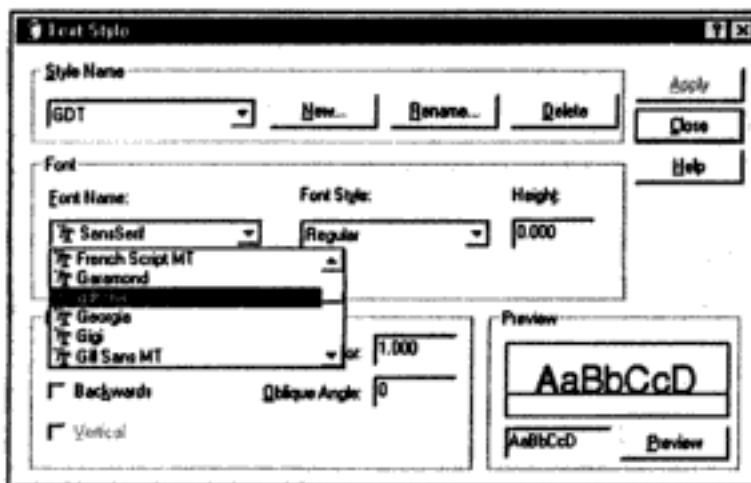 Text Style
Style Name
GDT
New...
Rename...
Delete
Apply
Close
Help
Font
Font Name:
Font Style:
Height:
SansSerif
Regular
0.000
French Script MT
Garamond
Georgia
Gigi
Gill Sans MT
or: 1.000
Backwards
Oblique Angle: 0
Vertical
Preview
AaBbCcD
AaBbCcD
Preview